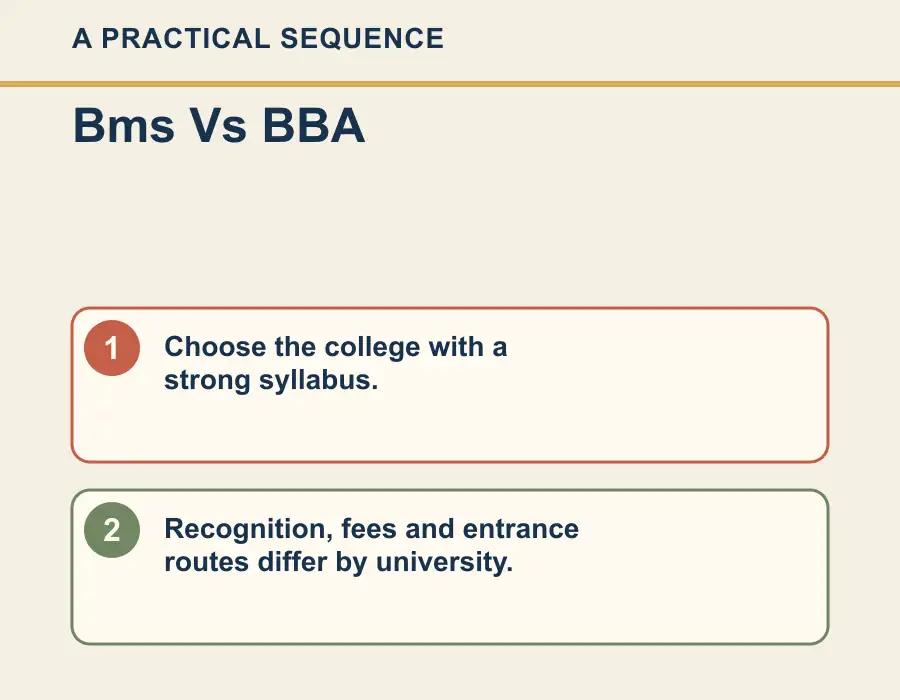 A PRACTICAL SEQUENCE
Bms Vs BBA
1
Choose the college with a
strong syllabus.
2
Recognition, fees and entrance
routes differ by university.